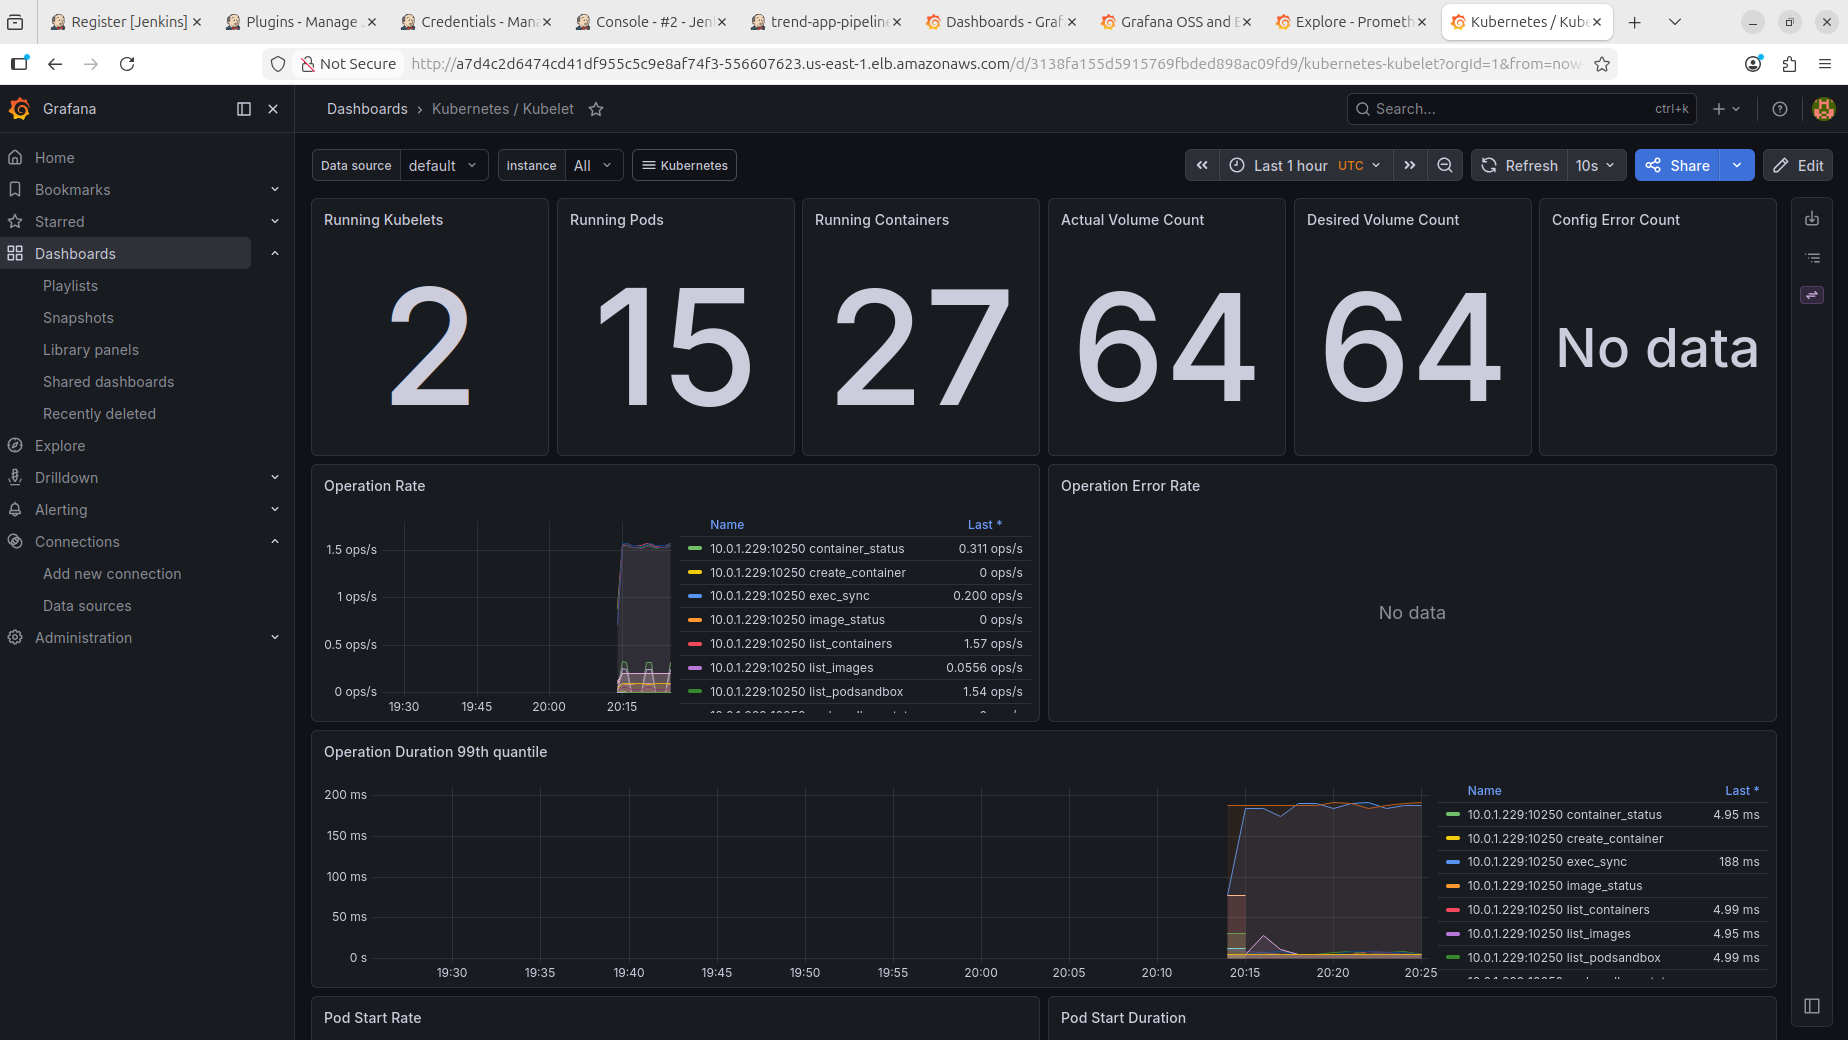 Register [Jenkins]
Plugins - Manage
Credentials - Man
Console - #2 - Jen
trend-app-pipeline
Dashboards - Graf
Grafana OSS and E
Explore - Prometh
Kubernetes / Kube
Not Secure http://a7d4c2d6474cd41df955c5c9e8af74f3-556607623.us-east-1.elb.amazonaws.com/d/3138fa155d5915769fbded898ac09fd9/kubernetes-kubelet?orgId=1&from=now-
Grafana
Dashboards › Kubernetes / Kubelet
Search... ctrl+k
Home
Bookmarks
Starred
Dashboards
Playlists
Snapshots
Library panels
Shared dashboards
Recently deleted
Explore
Drilldown
Alerting
Connections
Add new connection
Data sources
Administration
Data source default instance All Kubernetes
Last 1 hour UTC Refresh 10s Share Edit
Running Kubelets
2
Running Pods
15
Running Containers
27
Actual Volume Count
64
Desired Volume Count
64
Config Error Count
No data
Operation Rate
1.5 ops/s
1 ops/s
0.5 ops/s
0 ops/s
19:30 19:45 20:00 20:15
Name Last *
10.0.1.229:10250 container_status 0.311 ops/s
10.0.1.229:10250 create_container 0 ops/s
10.0.1.229:10250 exec_sync 0.200 ops/s
10.0.1.229:10250 image_status 0 ops/s
10.0.1.229:10250 list_containers 1.57 ops/s
10.0.1.229:10250 list_images 0.0556 ops/s
10.0.1.229:10250 list_podsandbox 1.54 ops/s
Operation Error Rate
No data
Operation Duration 99th quantile
200 ms
150 ms
100 ms
50 ms
0 s
19:30 19:35 19:40 19:45 19:50 19:55 20:00 20:05 20:10 20:15 20:20 20:25
Name Last *
10.0.1.229:10250 container_status 4.95 ms
10.0.1.229:10250 create_container
10.0.1.229:10250 exec_sync 188 ms
10.0.1.229:10250 image_status
10.0.1.229:10250 list_containers 4.99 ms
10.0.1.229:10250 list_images 4.95 ms
10.0.1.229:10250 list_podsandbox 4.99 ms
Pod Start Rate
Pod Start Duration